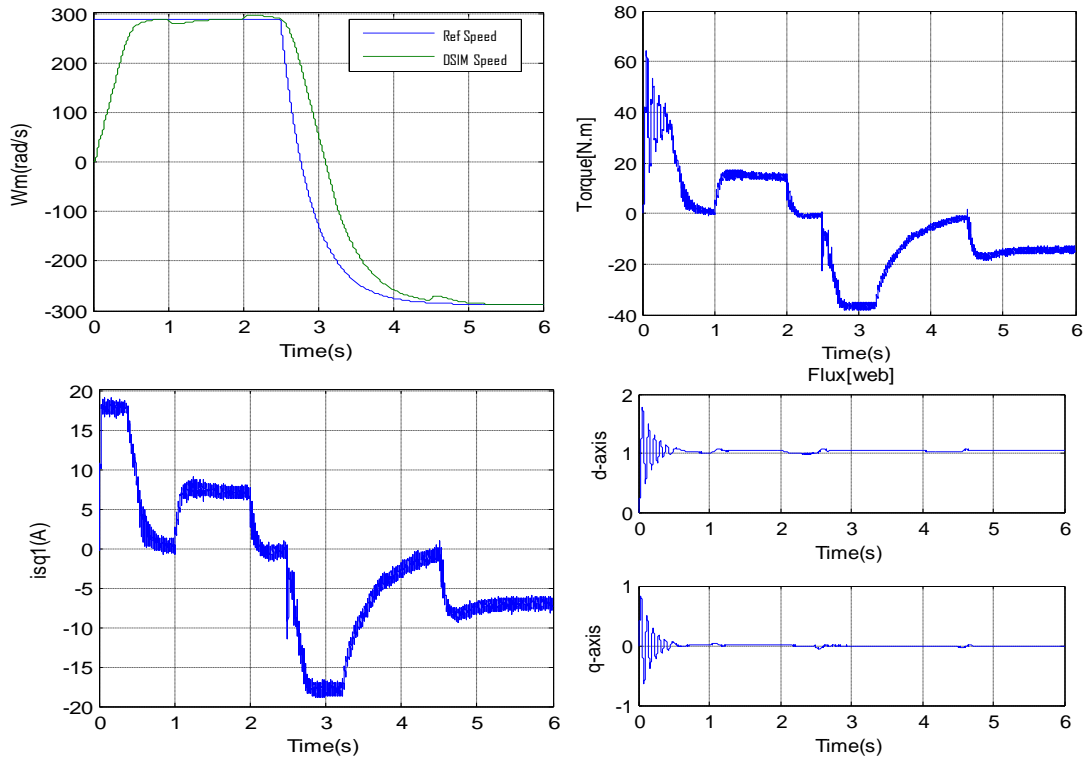 300
200
100
0
-100
-200
-300
Wm(rad/s)
Ref Speed
DSIM Speed
0 1 2 3 4 5 6
Time(s)
80
60
40
20
0
-20
-40
Torque[N.m]
0 1 2 3 4 5 6
Time(s)
20
15
10
5
0
-5
-10
-15
-20
isq1(A)
0 1 2 3 4 5 6
Time(s)
Flux[web]
2
1
0
d-axis
0 1 2 3 4 5 6
Time(s)
1
0
-1
q-axis
0 1 2 3 4 5 6
Time(s)